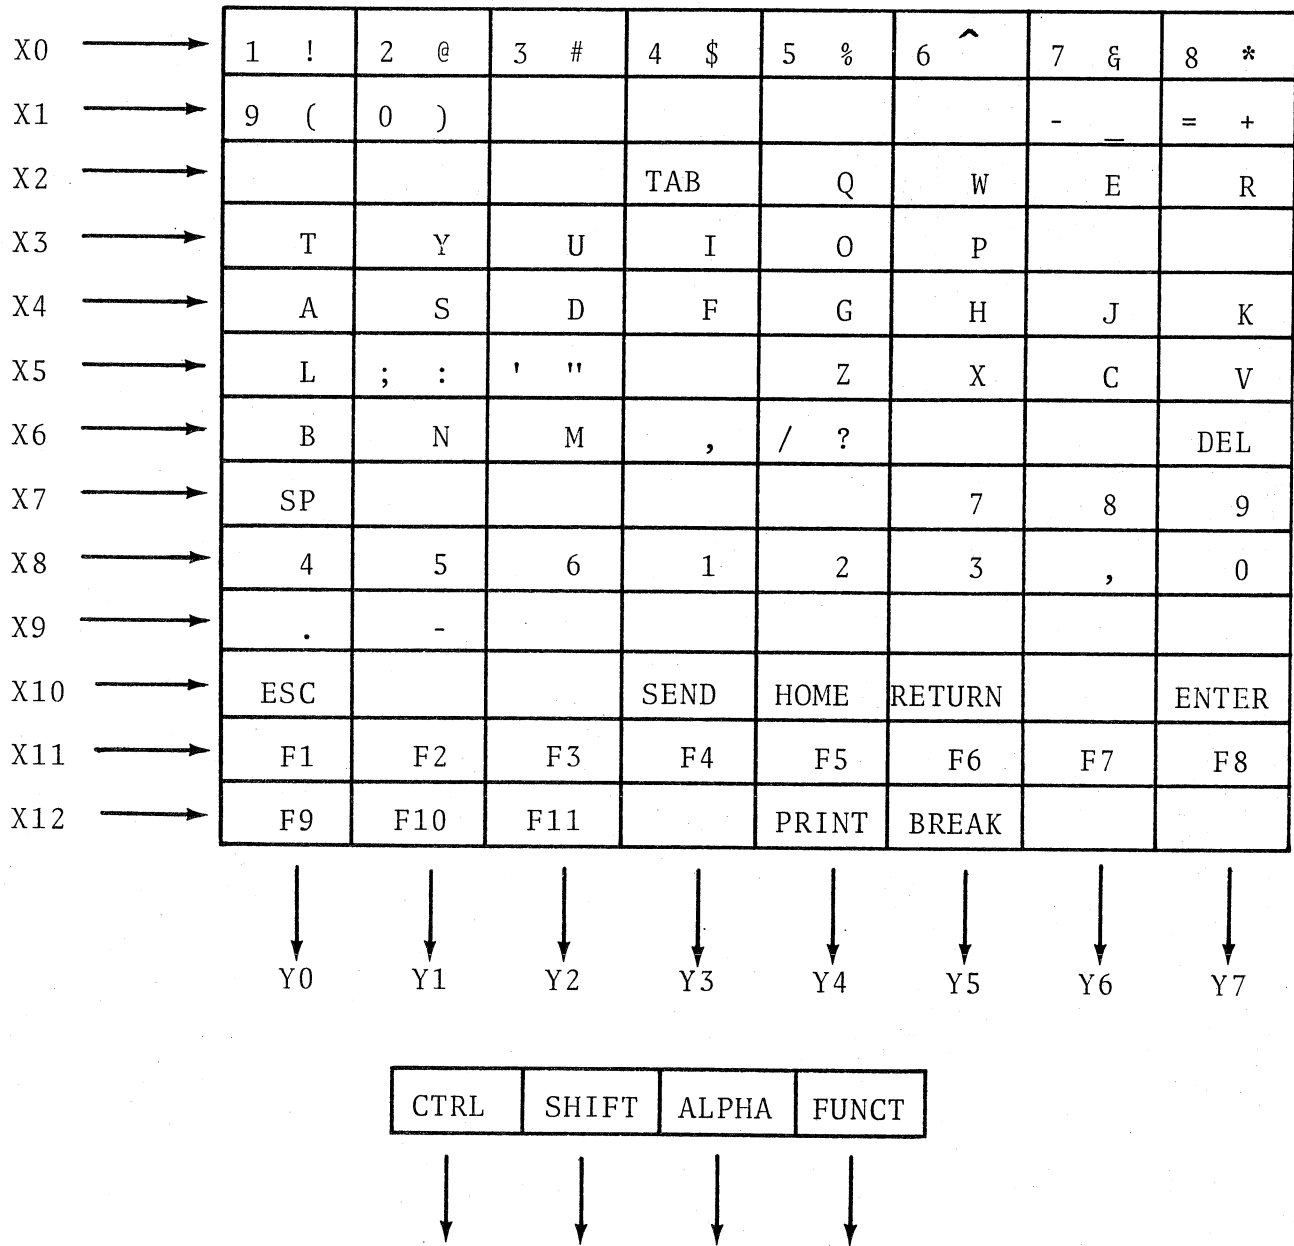 X0 1 ! 2 @ 3 # 4 $ 5 % 6 ^ 7 & 8 *
X1 9 ( 0 ) - _ = +
X2 TAB Q W E R
X3 T Y U I O P
X4 A S D F G H J K
X5 L ; : ' " Z X C V
X6 B N M , / ? DEL
X7 SP 7 8 9
X8 4 5 6 1 2 3 , 0
X9 . -
X10 ESC SEND HOME RETURN ENTER
X11 F1 F2 F3 F4 F5 F6 F7 F8
X12 F9 F10 F11 PRINT BREAK
Y0 Y1 Y2 Y3 Y4 Y5 Y6 Y7
CTRL SHIFT ALPHA FUNCT